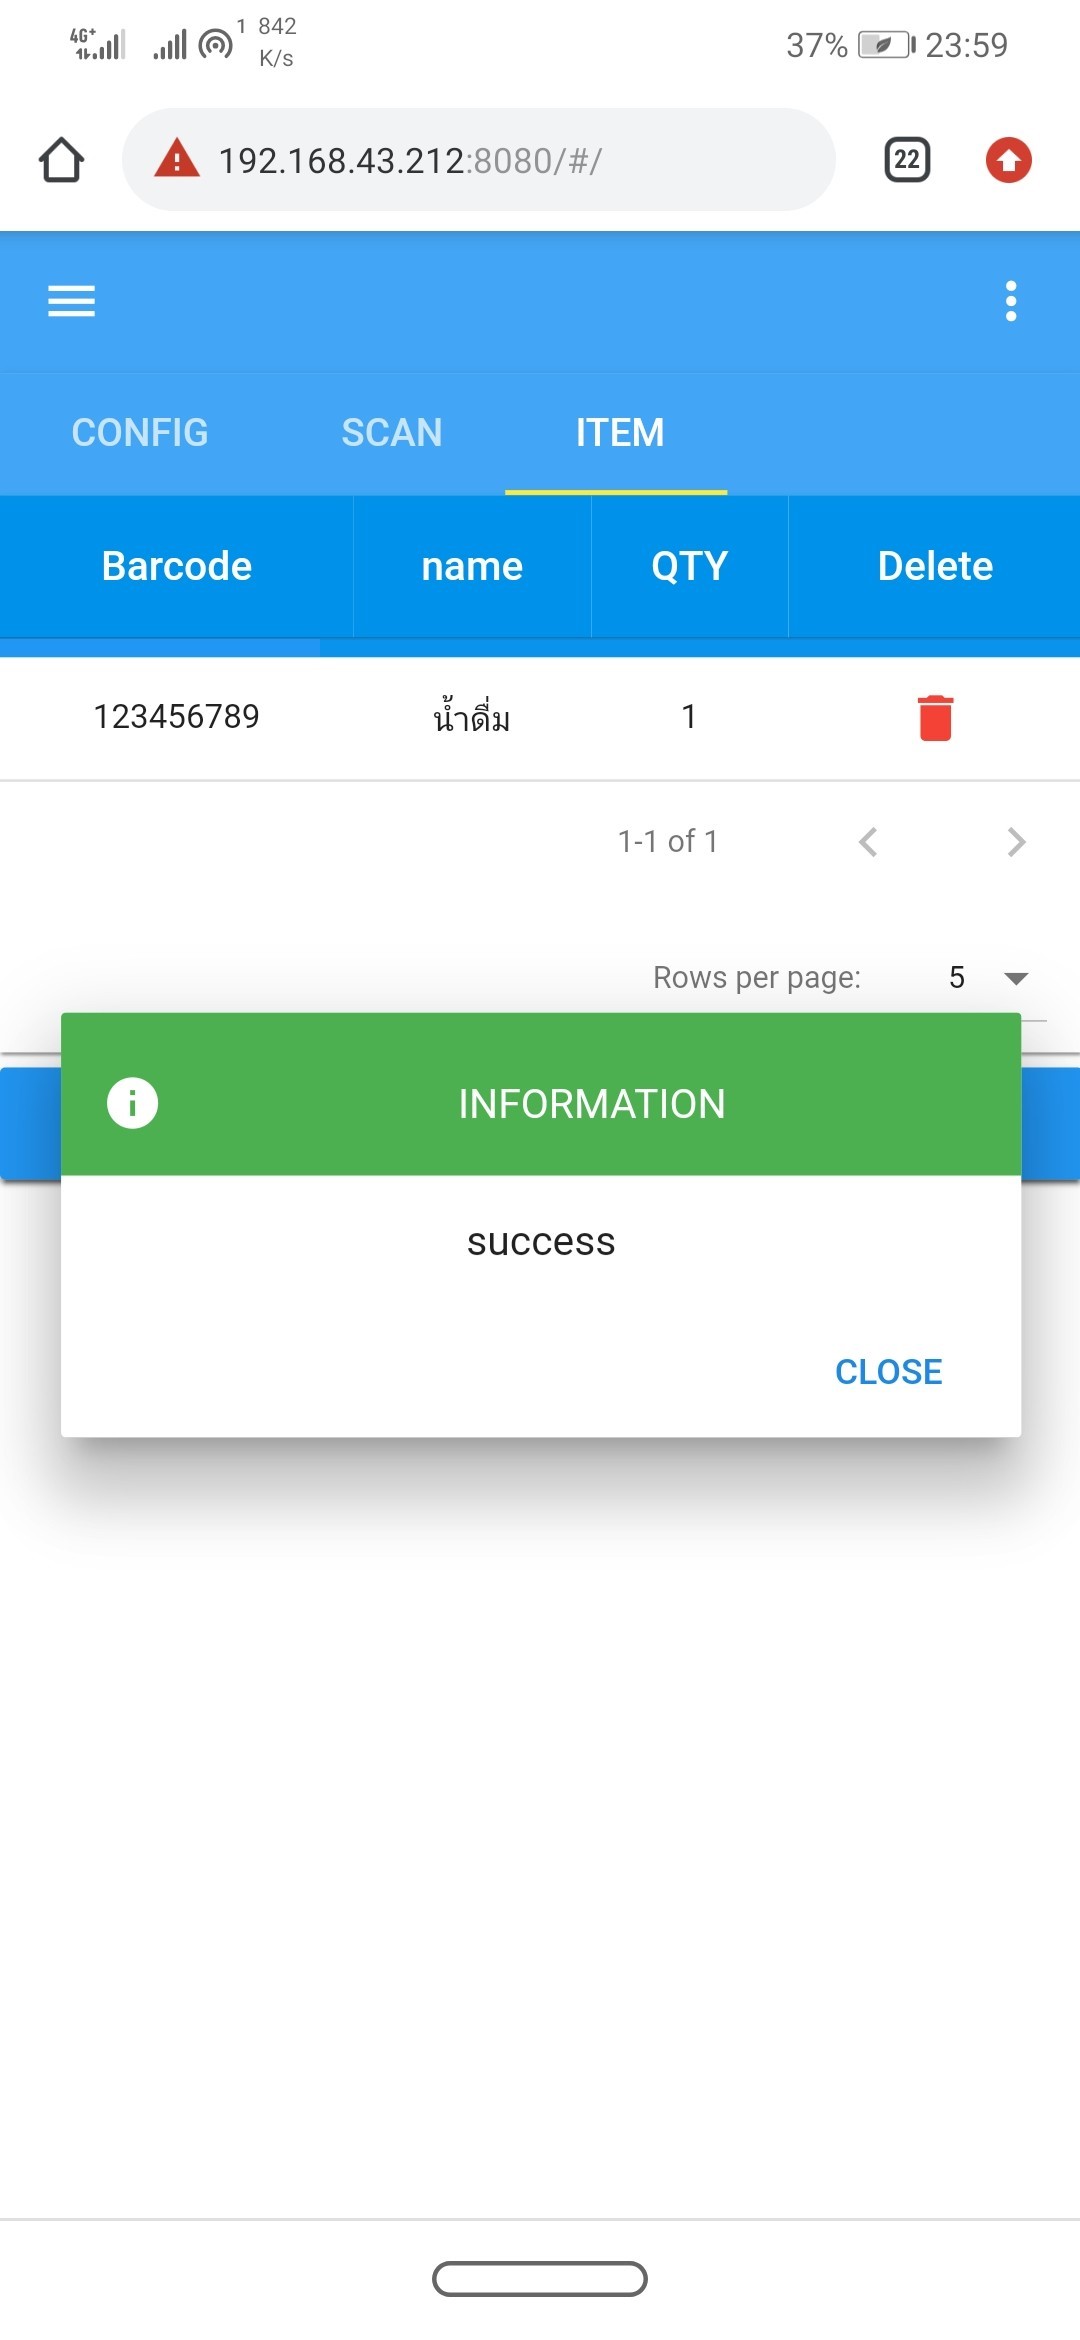 4G+ 1 842
K/s
37% 23:59
192.168.43.212:8080/#/
22
CONFIG SCAN ITEM
Barcode name QTY Delete
123456789 น้ำดื่ม 1
1-1 of 1
Rows per page: 5
INFORMATION
success
CLOSE